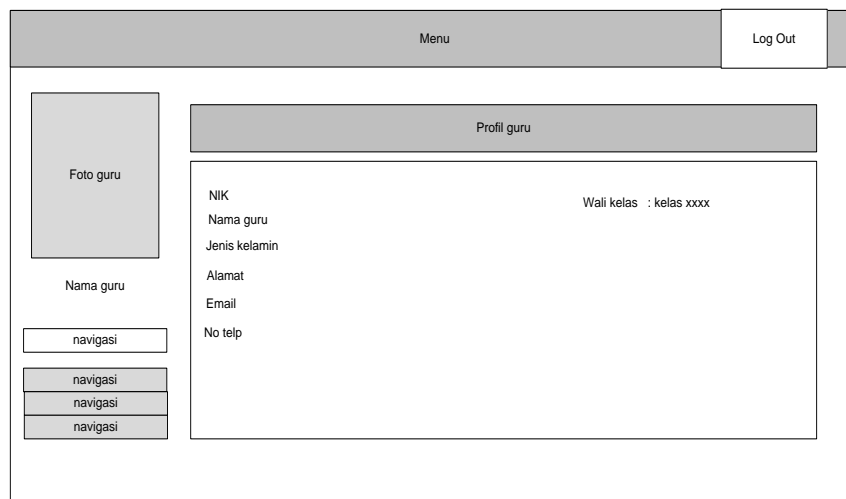 Menu
Log Out
Foto guru
Nama guru
navigasi
navigasi
navigasi
navigasi
Profil guru
NIK
Nama guru
Jenis kelamin
Alamat
Email
No telp
Wali kelas : kelas xxxx